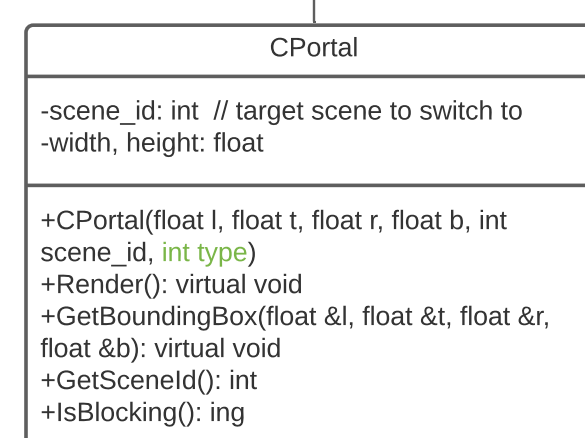 CPortal
-scene_id: int  // target scene to switch to
-width, height: float
+CPortal(float l, float t, float r, float b, int
scene_id, int type)
+Render(): virtual void
+GetBoundingBox(float &l, float &t, float &r,
float &b): virtual void
+GetSceneId(): int
+IsBlocking(): ing